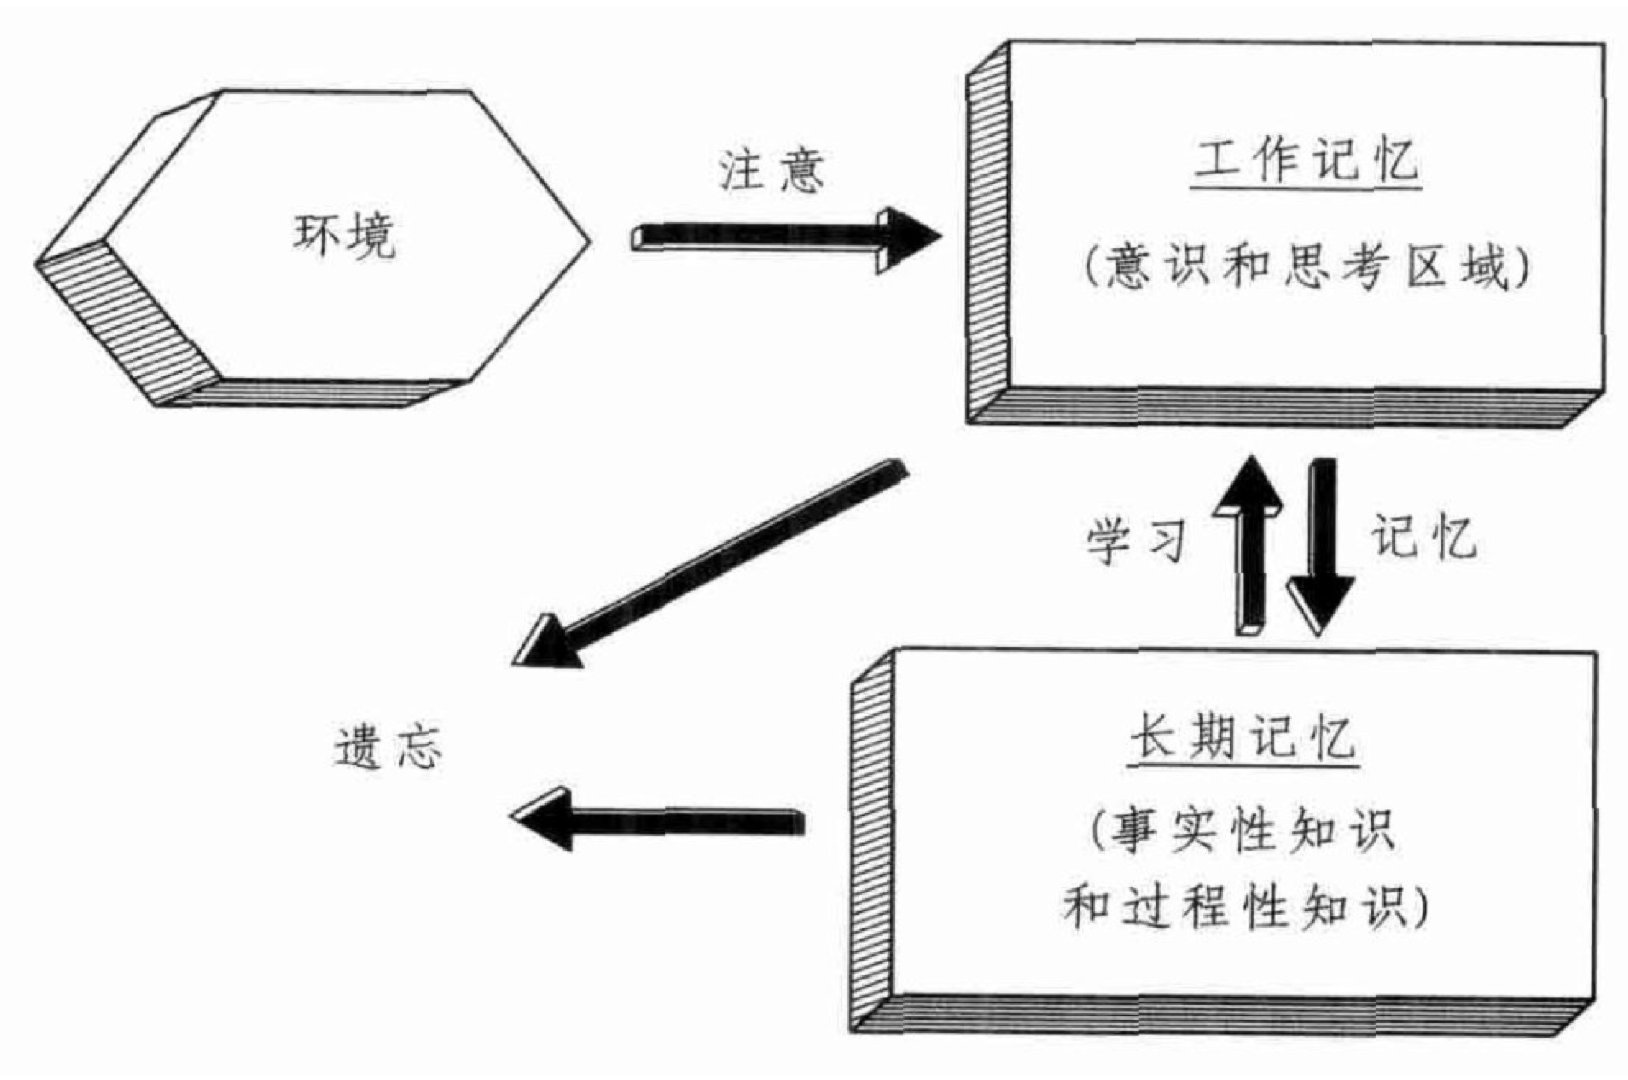 环境
注意
工作记忆
(意识和思考区域)
学习
记忆
遗忘
长期记忆
(事实性知识
和过程性知识)